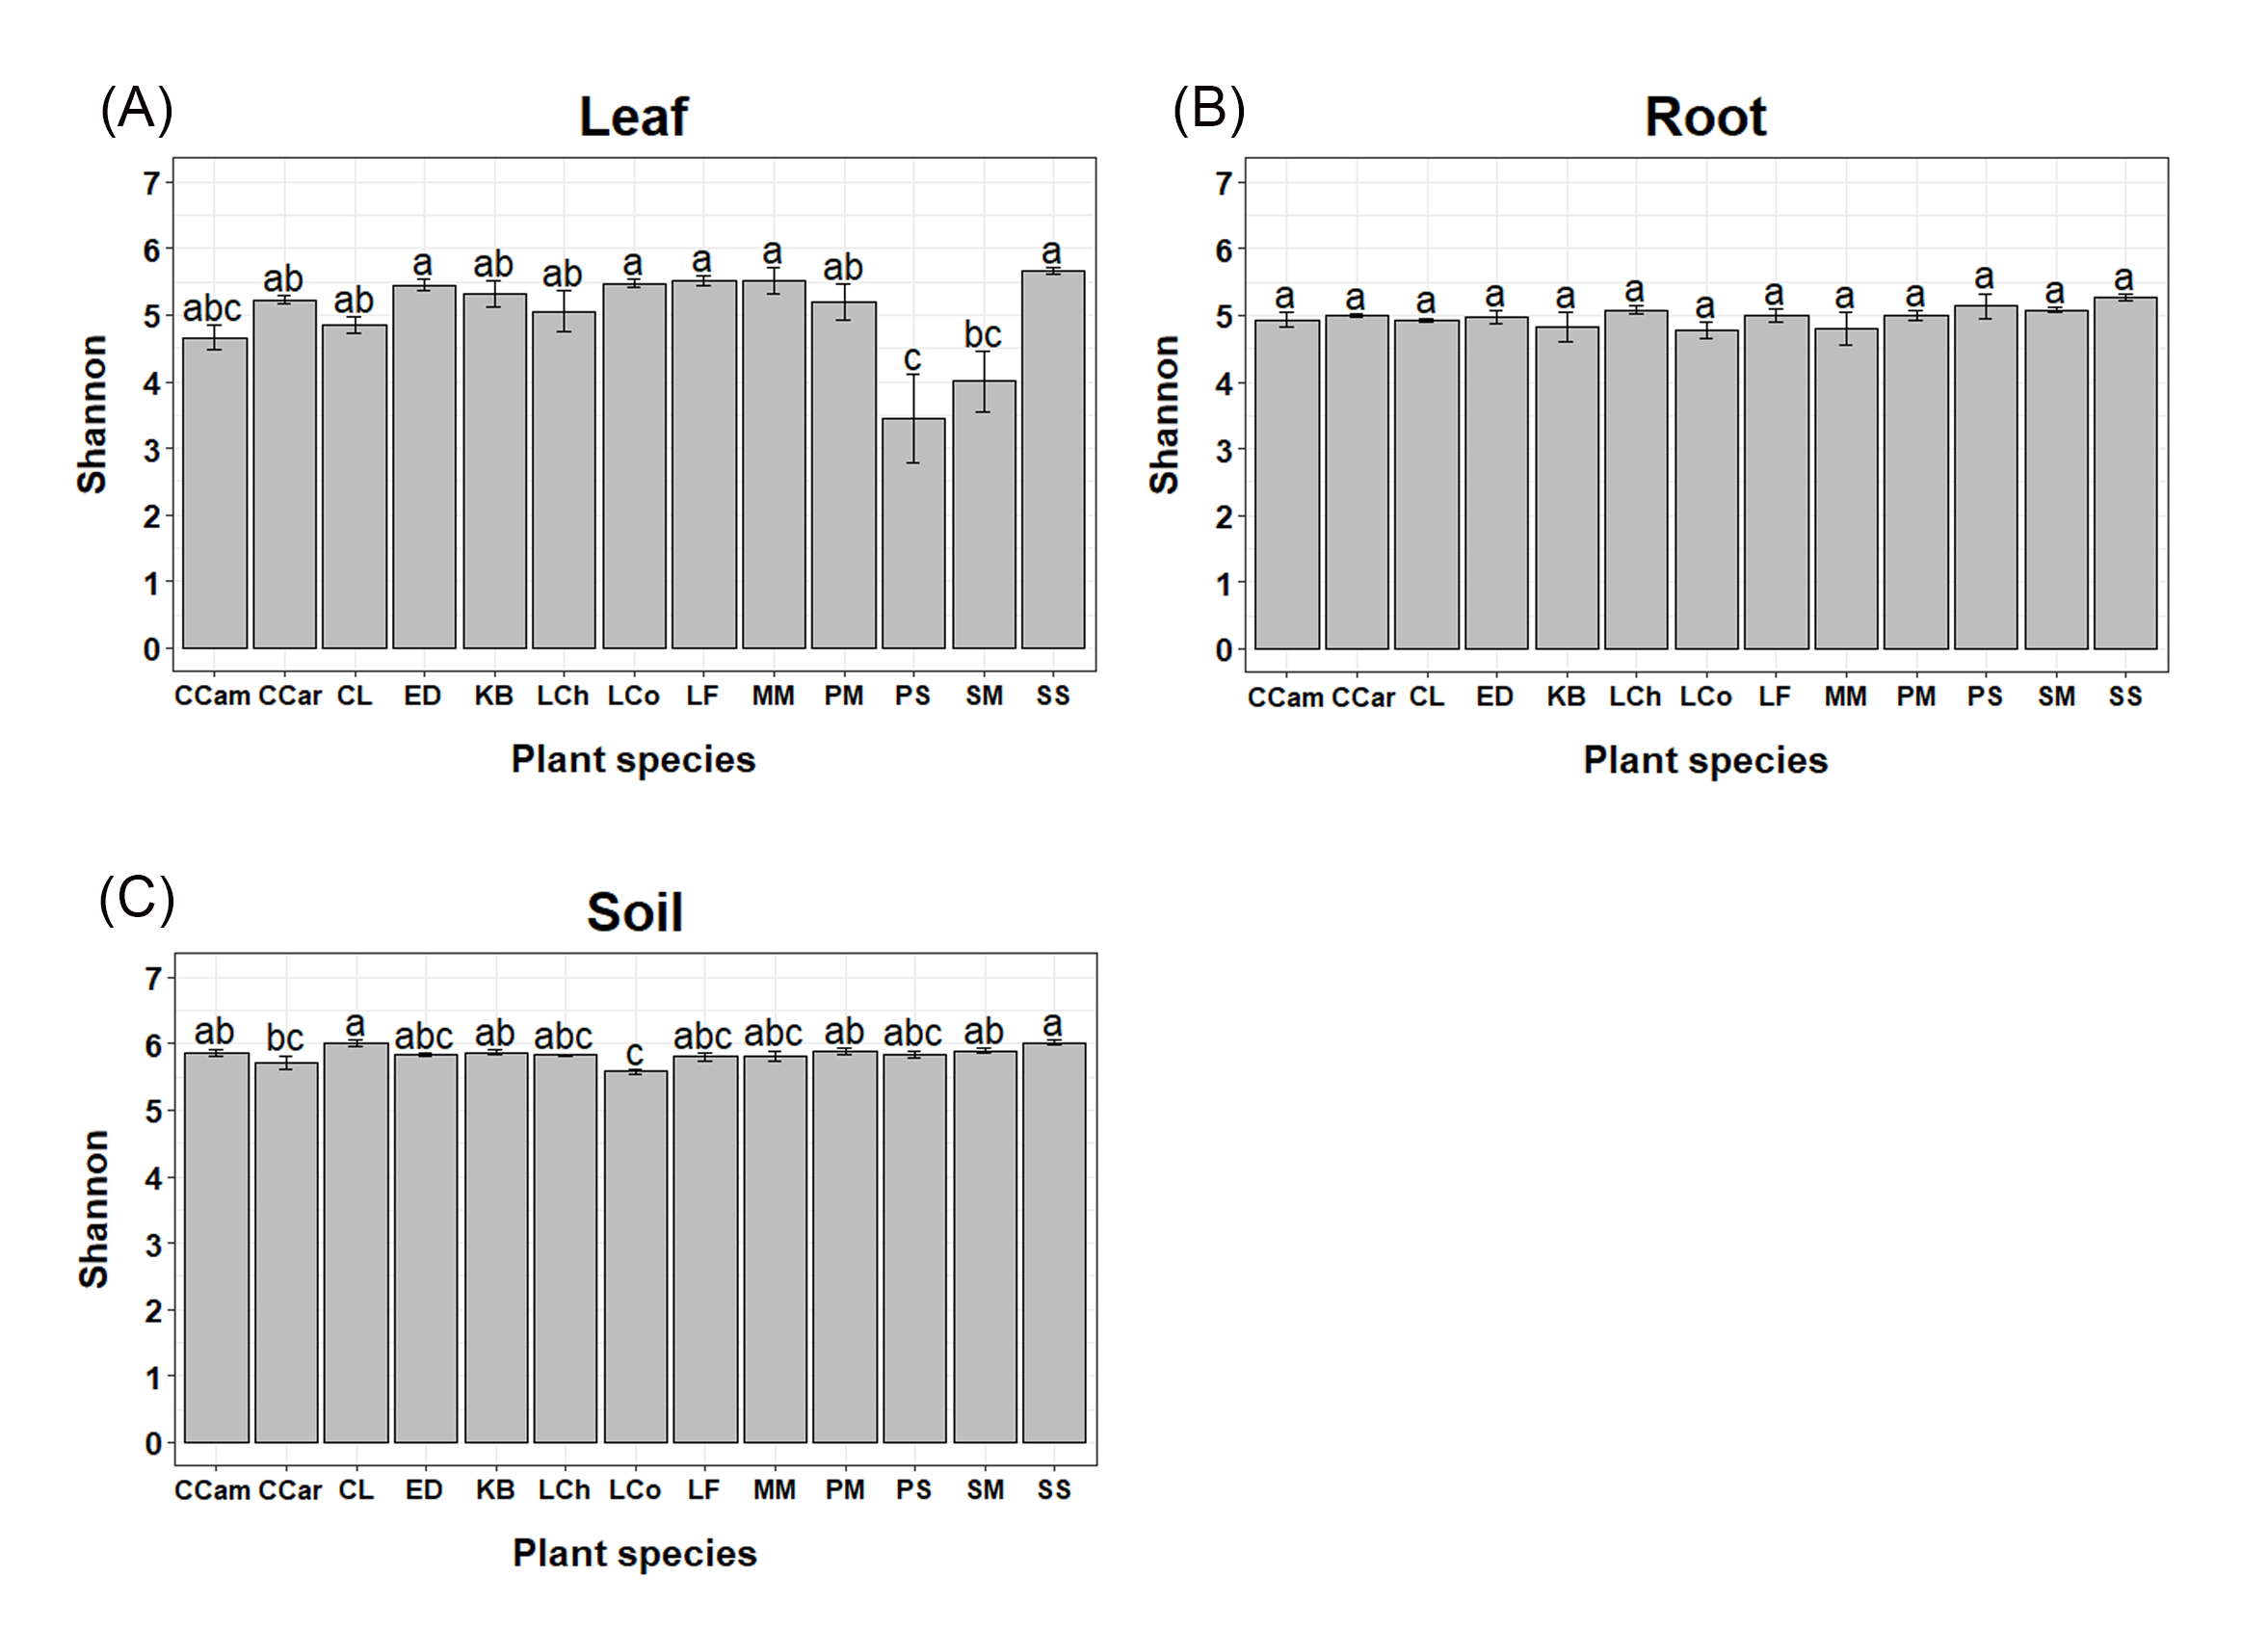 (A)
Leaf
Shannon
7
6
5
4
3
2
1
0
abc ab ab a ab ab a a a ab c bc a
CCam CCar CL ED KB LCh LCo LF MM PM PS SM SS
Plant species
(B)
Root
Shannon
7
6
5
4
3
2
1
0
a a a a a a a a a a a a a
CCam CCar CL ED KB LCh LCo LF MM PM PS SM SS
Plant species
(C)
Soil
Shannon
7
6
5
4
3
2
1
0
ab bc a abc ab abc c abc abc ab abc ab a
CCam CCar CL ED KB LCh LCo LF MM PM PS SM SS
Plant species